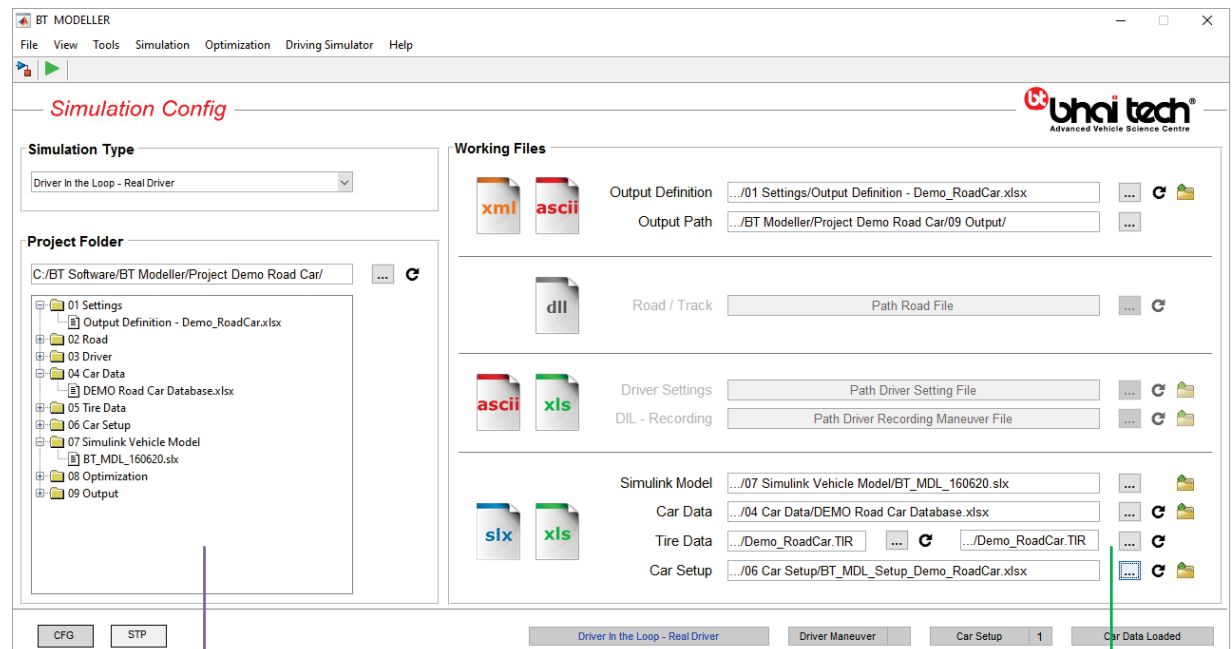 BT MODELLER
File View Tools Simulation Optimization Driving Simulator Help
Simulation Config
bt bhai tech®
Advanced Vehicle Science Centre
Simulation Type
Driver In the Loop - Real Driver
Project Folder
C:/BT Software/BT Modeller/Project Demo Road Car/ ...
01 Settings
Output Definition - Demo_RoadCar.xlsx
02 Road
03 Driver
04 Car Data
DEMO Road Car Database.xlsx
05 Tire Data
06 Car Setup
07 Simulink Vehicle Model
BT_MDL_160620.slx
08 Optimization
09 Output
Working Files
xml ascii
Output Definition .../01 Settings/Output Definition - Demo_RoadCar.xlsx ...
Output Path .../BT Modeller/Project Demo Road Car/09 Output/ ...
dll
Road / Track Path Road File ...
ascii xls
Driver Settings Path Driver Setting File ...
DIL - Recording Path Driver Recording Maneuver File ...
slx xls
Simulink Model .../07 Simulink Vehicle Model/BT_MDL_160620.slx ...
Car Data .../04 Car Data/DEMO Road Car Database.xlsx ...
Tire Data .../Demo_RoadCar.TIR ... .../Demo_RoadCar.TIR ...
Car Setup .../06 Car Setup/BT_MDL_Setup_Demo_RoadCar.xlsx ...
CFG STP Driver In the Loop - Real Driver Driver Maneuver Car Setup 1 Car Data Loaded